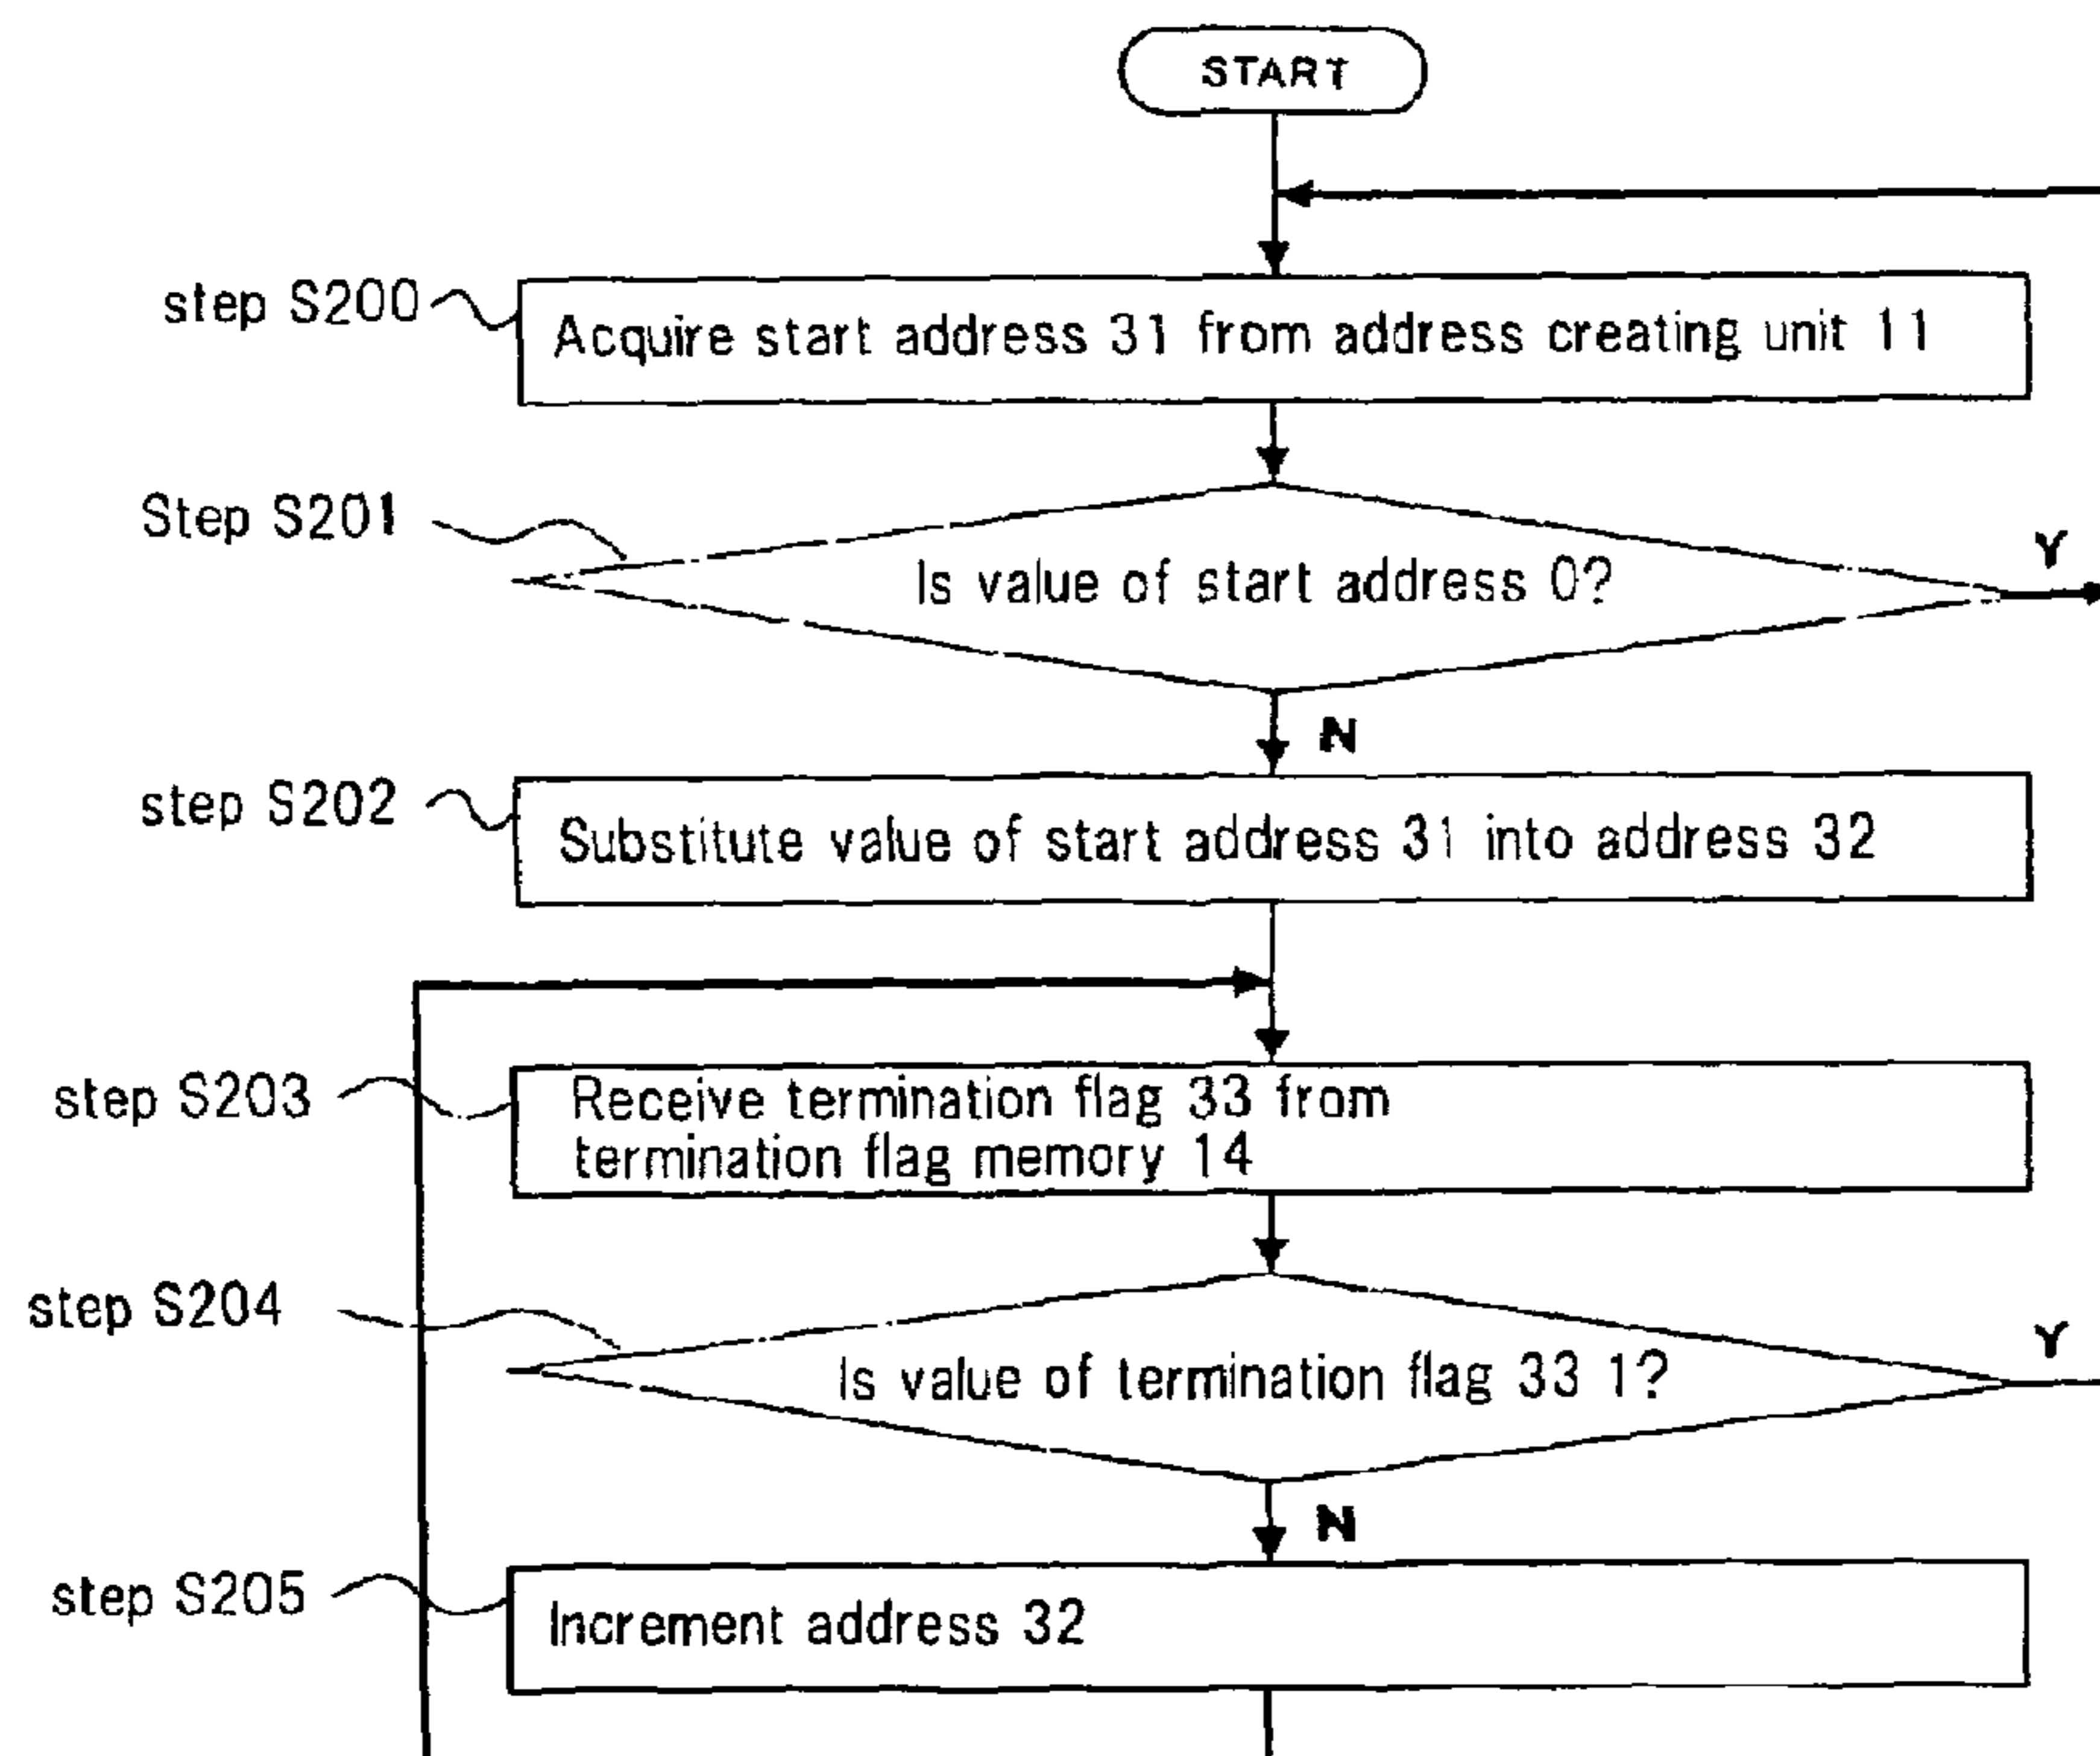 START
step S200
Acquire start address 31 from address creating unit 11
Step S201
Is value of start address 0?
Y
N
step S202
Substitute value of start address 31 into address 32
step S203
Receive termination flag 33 from
termination flag memory 14
step S204
Is value of termination flag 33 1?
Y
N
step S205
Increment address 32